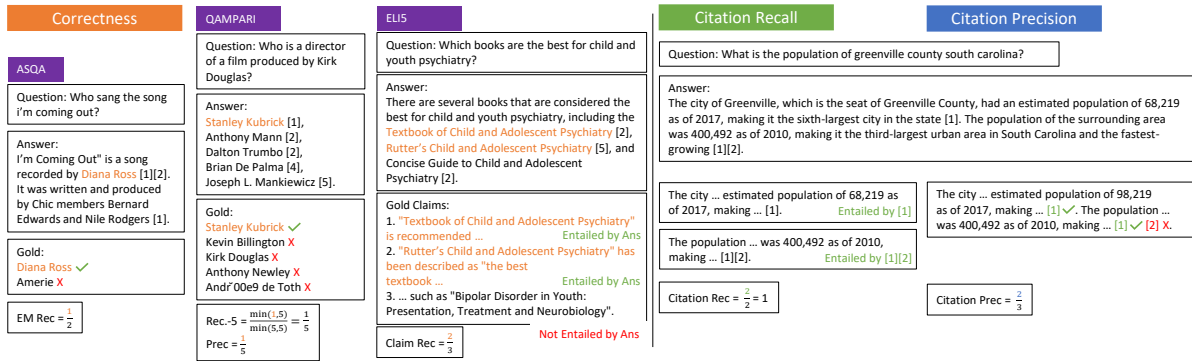 Correctness
ASQA
Question: Who sang the song
i'm coming out?
Answer:
I'm Coming Out" is a song
recorded by Diana Ross [1][2].
It was written and produced
by Chic members Bernard
Edwards and Nile Rodgers [1].
Gold:
Diana Ross ✓
Amerie X
EM Rec = 1/2
QAMPARI
Question: Who is a director
of a film produced by Kirk
Douglas?
Answer:
Stanley Kubrick [1],
Anthony Mann [2],
Dalton Trumbo [2],
Brian De Palma [4],
Joseph L. Mankiewicz [5].
Gold:
Stanley Kubrick ✓
Kevin Billington X
Kirk Douglas X
Anthony Newley X
Andr˘00e9 de Toth X
Rec.-5 = min(1,5)/min(5,5) = 1/5
Prec = 1/5
ELI5
Question: Which books are the best for child and
youth psychiatry?
Answer:
There are several books that are considered the
best for child and youth psychiatry, including the
Textbook of Child and Adolescent Psychiatry [2],
Rutter's Child and Adolescent Psychiatry [5], and
Concise Guide to Child and Adolescent
Psychiatry [2].
Gold Claims:
1. "Textbook of Child and Adolescent Psychiatry"
is recommended ... Entailed by Ans
2. "Rutter's Child and Adolescent Psychiatry" has
been described as "the best
textbook ... Entailed by Ans
3. ... such as "Bipolar Disorder in Youth:
Presentation, Treatment and Neurobiology".
Not Entailed by Ans
Claim Rec = 2/3
Citation Recall
Citation Precision
Question: What is the population of greenville county south carolina?
Answer:
The city of Greenville, which is the seat of Greenville County, had an estimated population of 68,219
as of 2017, making it the sixth-largest city in the state [1]. The population of the surrounding area
was 400,492 as of 2010, making it the third-largest urban area in South Carolina and the fastest-
growing [1][2].
The city ... estimated population of 68,219 as
of 2017, making ... [1]. Entailed by [1]
The population ... was 400,492 as of 2010,
making ... [1][2]. Entailed by [1][2]
Citation Rec = 2/2 = 1
The city ... estimated population of 98,219
as of 2017, making ... [1] ✓. The population ...
was 400,492 as of 2010, making ... [1] ✓ [2] X.
Citation Prec = 2/3